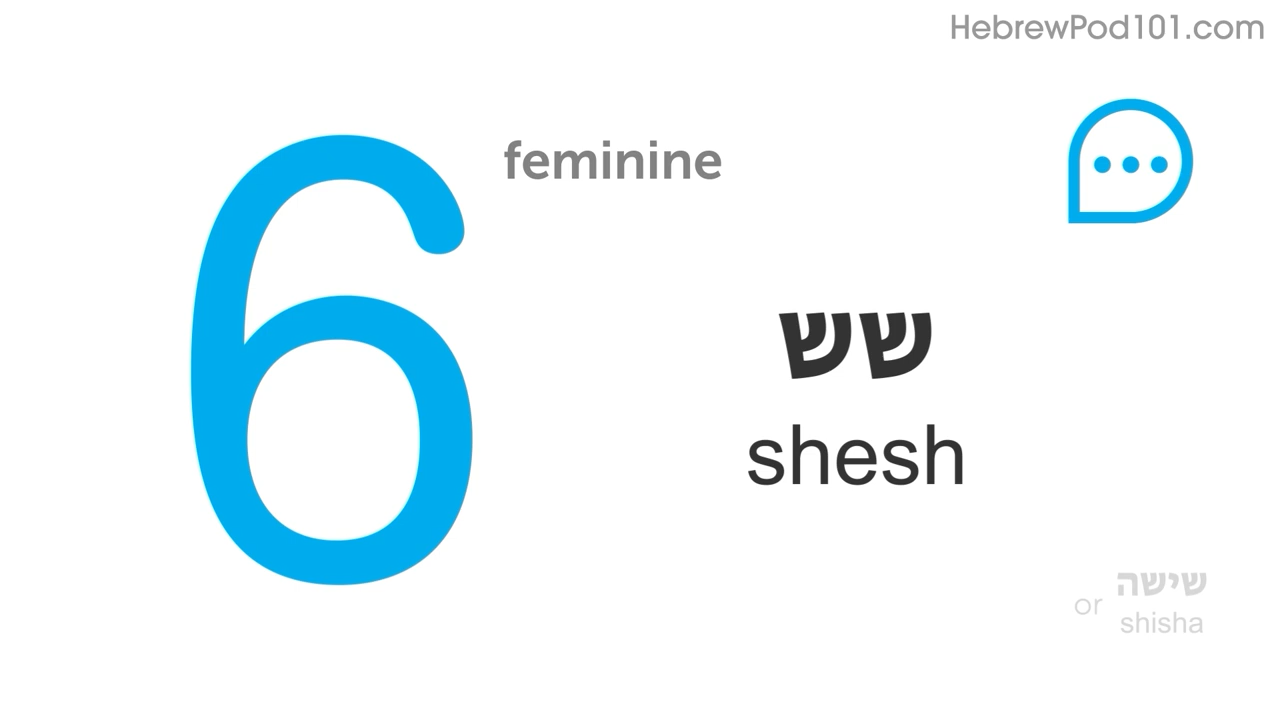 HebrewPod101.com
6
feminine
שש
shesh
or
שישה
shisha